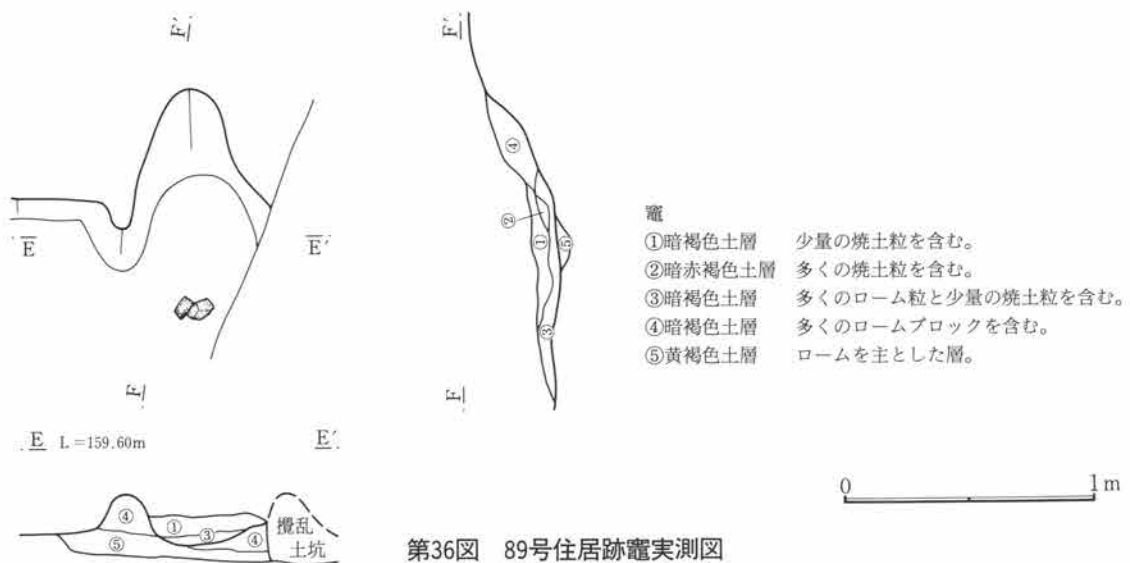 F′
E
E′
F
E L=159.60m E′
④
①
③
④
⑤
攪乱
土坑
F′
④
②
①
⑤
③
F
竈
①暗褐色土層 少量の焼土粒を含む。
②暗赤褐色土層 多くの焼土粒を含む。
③暗褐色土層 多くのローム粒と少量の焼土粒を含む。
④暗褐色土層 多くのロームブロックを含む。
⑤黄褐色土層 ロームを主とした層。
0 1m
第36図 89号住居跡竈実測図